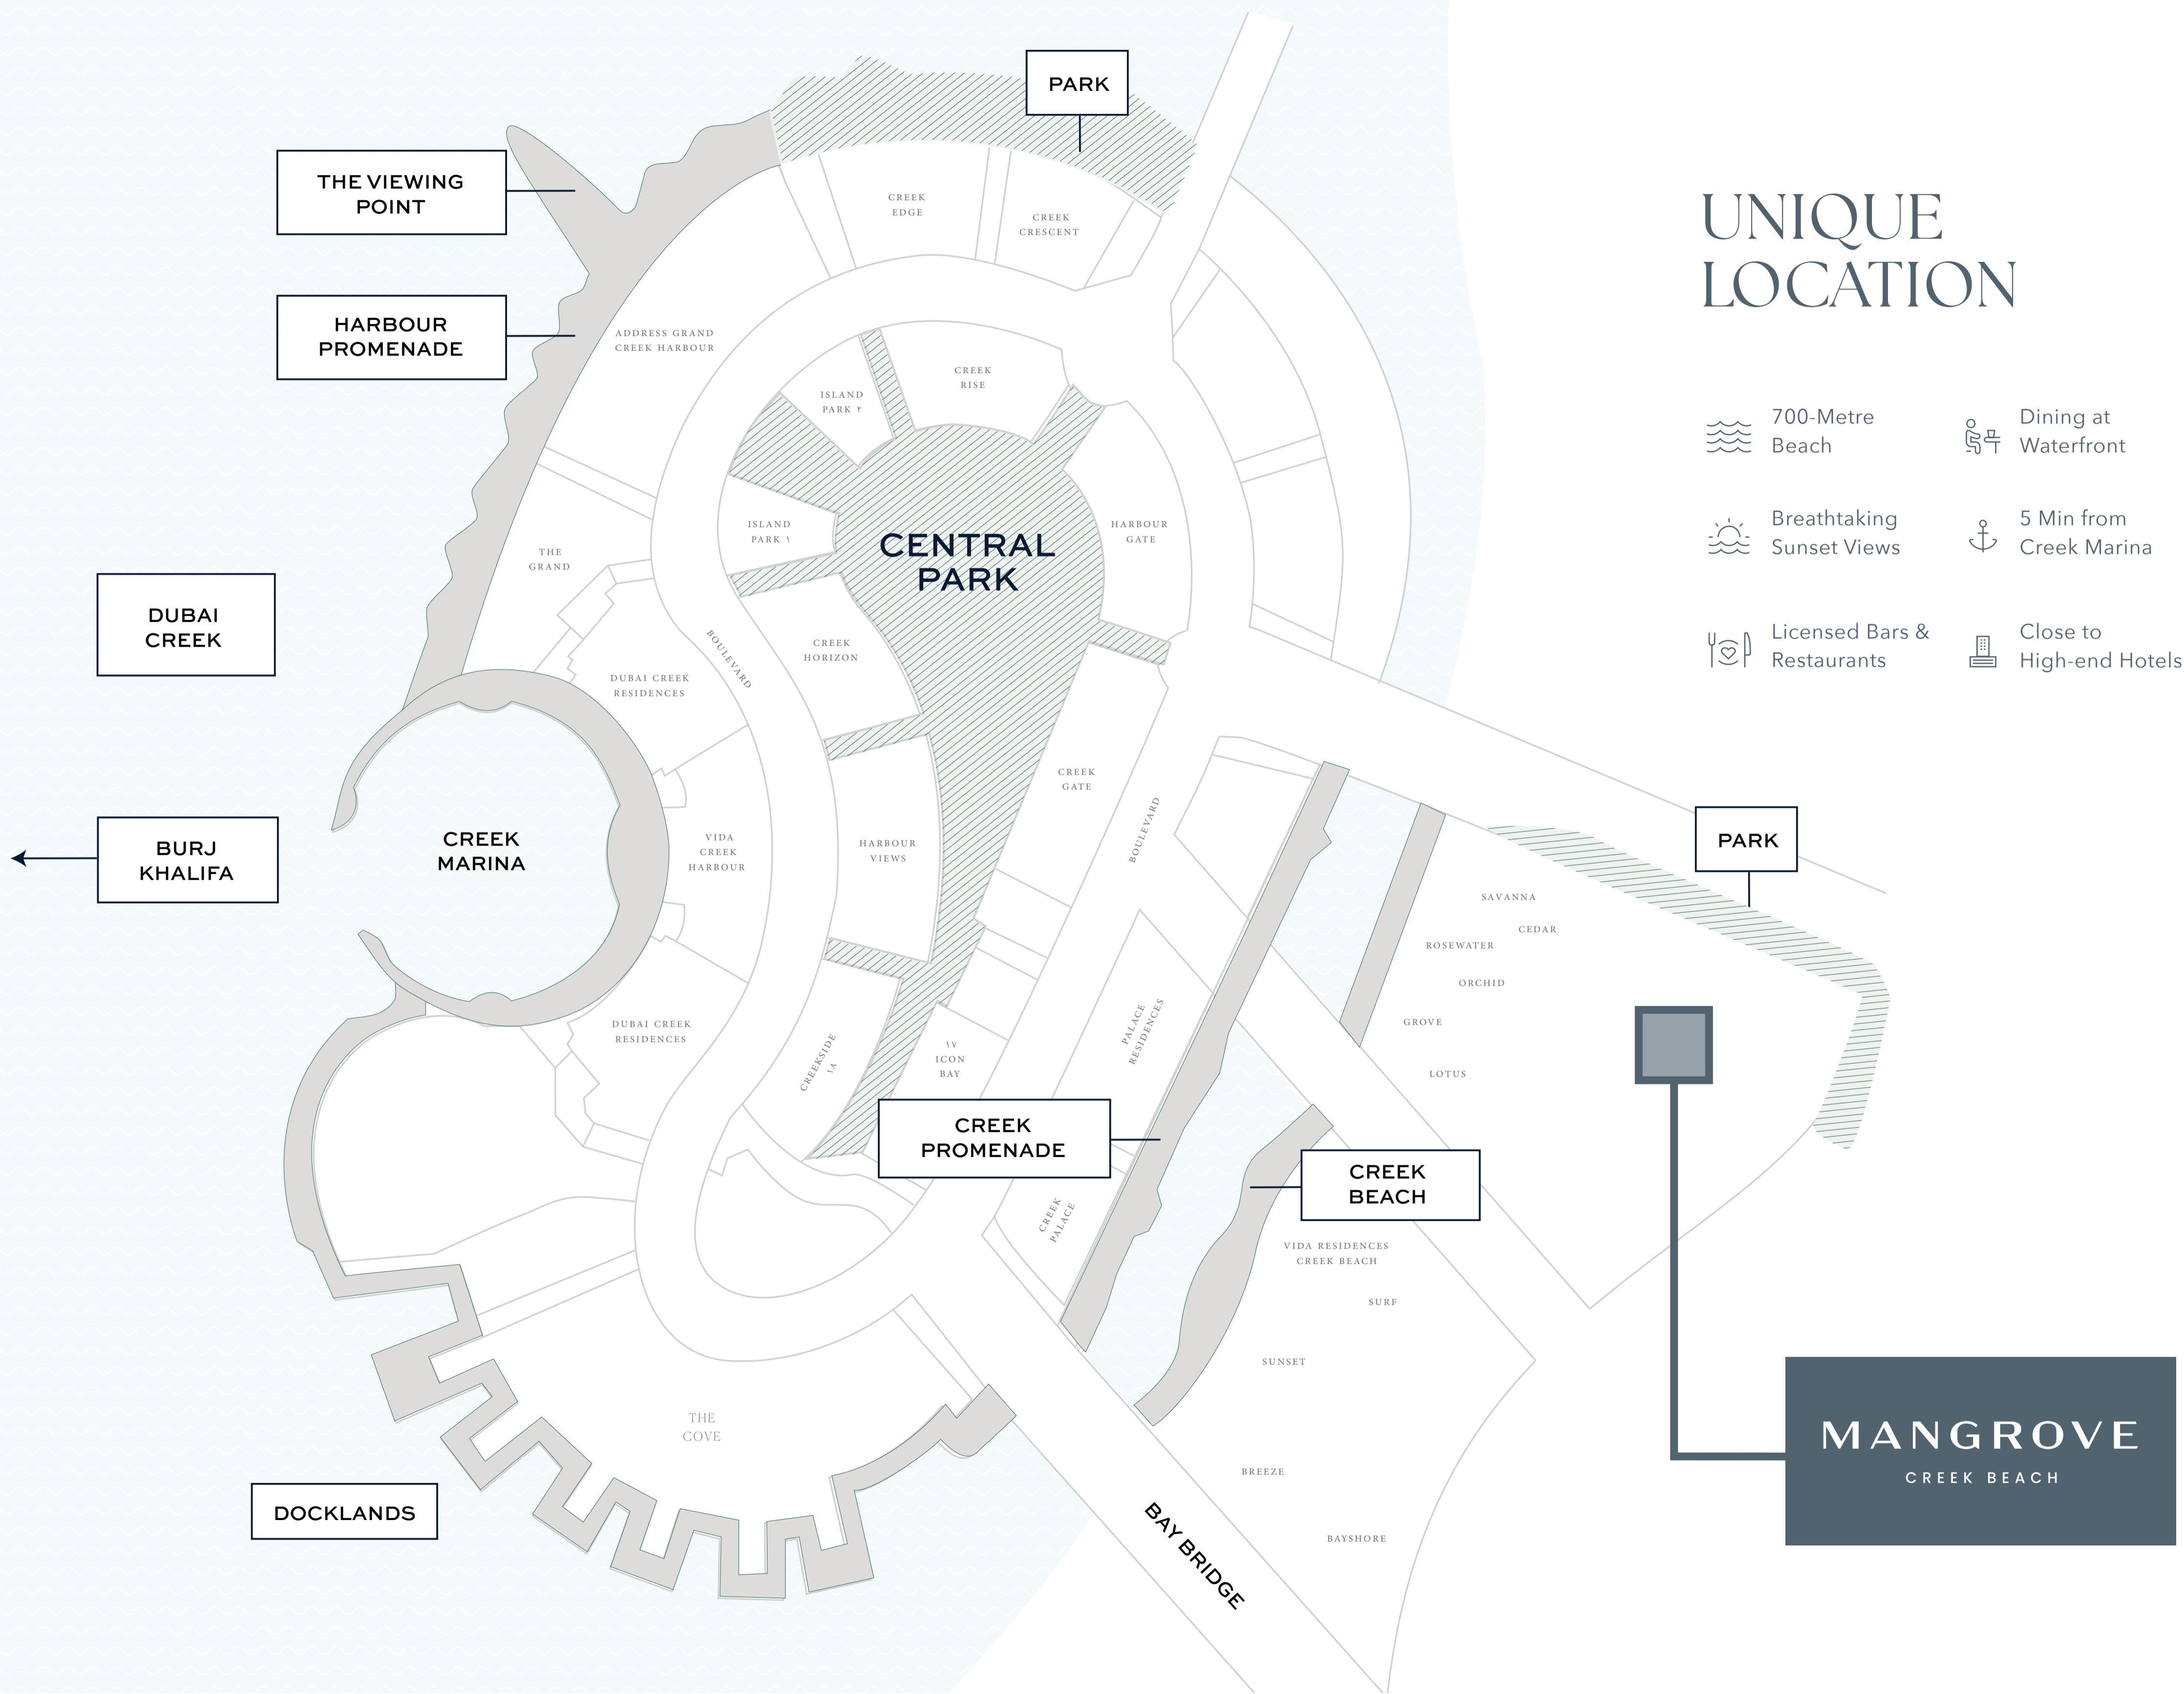 PARK
THE VIEWING
POINT
HARBOUR
PROMENADE
CREEK
EDGE
CREEK
CRESCENT
ADDRESS GRAND
CREEK HARBOUR
CREEK
RISE
ISLAND
PARK ٢
ISLAND
PARK ١
HARBOUR
GATE
CENTRAL
PARK
THE
GRAND
DUBAI
CREEK
BOULEVARD
CREEK
HORIZON
DUBAI CREEK
RESIDENCES
CREEK
GATE
BOULEVARD
BURJ
KHALIFA
CREEK
MARINA
VIDA
CREEK
HARBOUR
HARBOUR
VIEWS
DUBAI CREEK
RESIDENCES
CREEKSIDE
١٨
١٧
ICON
BAY
PALACE
RESIDENCES
CREEK
PROMENADE
CREEK
PALACE
CREEK
BEACH
VIDA RESIDENCES
CREEK BEACH
SURF
SUNSET
BREEZE
BAYSHORE
BAY BRIDGE
THE
COVE
DOCKLANDS
PARK
SAVANNA
CEDAR
ROSEWATER
ORCHID
GROVE
LOTUS
UNIQUE
LOCATION
700-Metre
Beach
Dining at
Waterfront
Breathtaking
Sunset Views
5 Min from
Creek Marina
Licensed Bars &
Restaurants
Close to
High-end Hotels
MANGROVE
CREEK BEACH